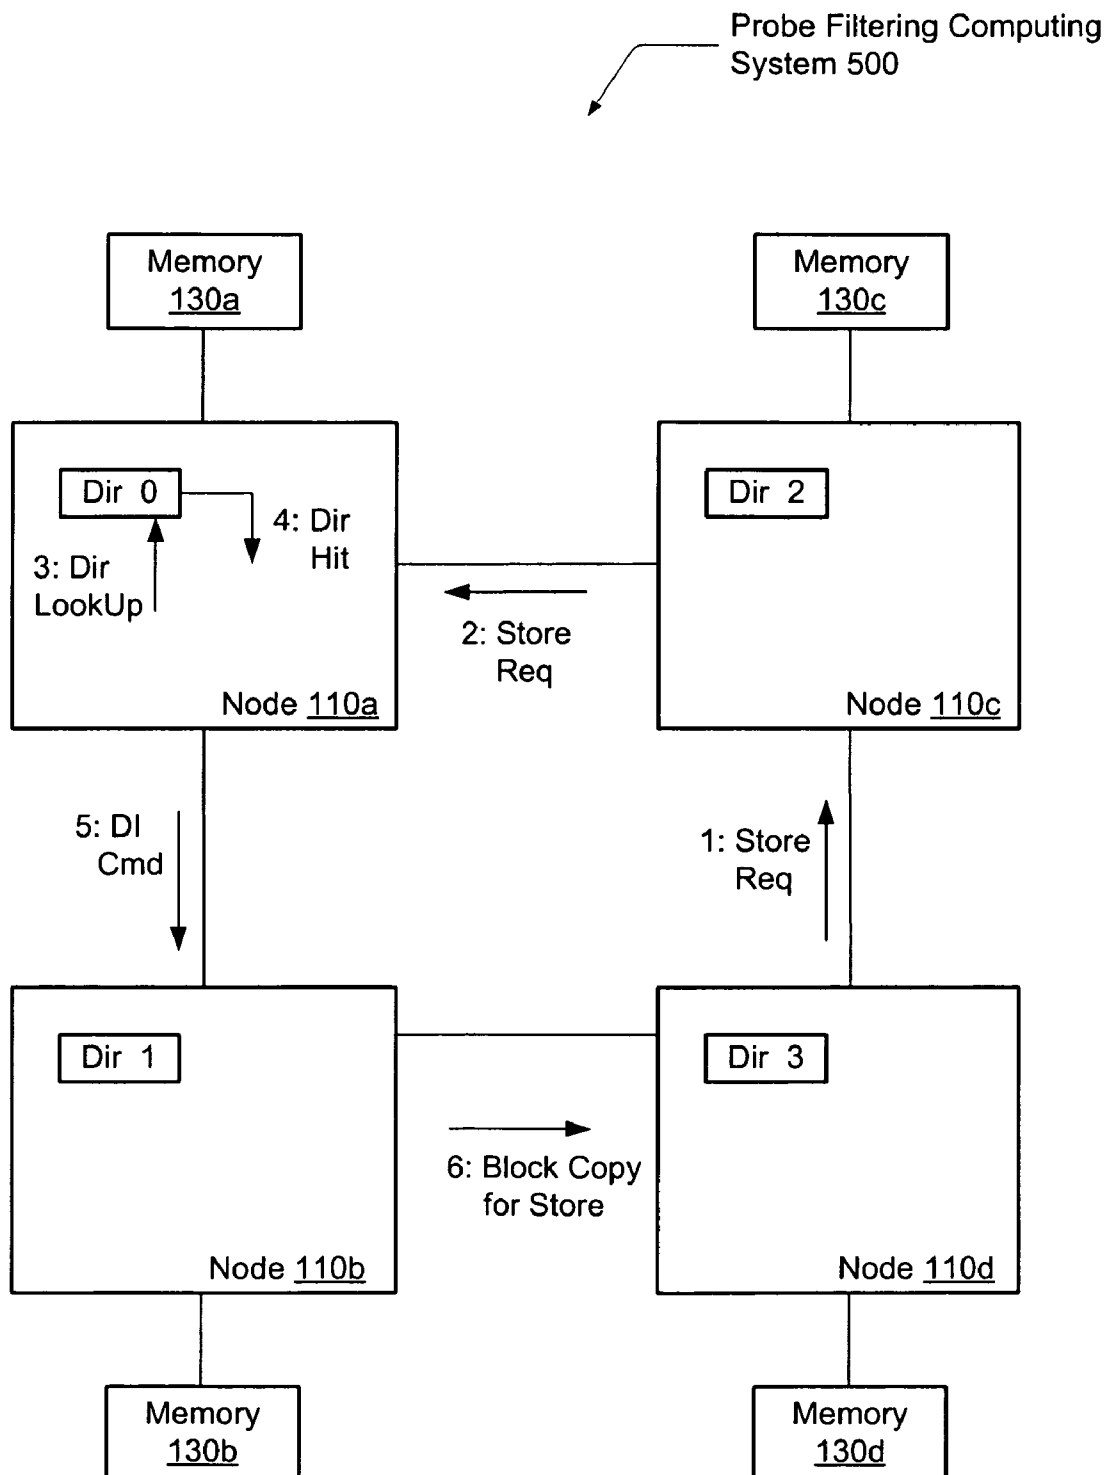 Probe Filtering Computing
System 500
Memory
130a
Memory
130c
Dir 0
4: Dir
Hit
3: Dir
LookUp
Node 110a
Dir 2
Node 110c
2: Store
Req
5: DI
Cmd
1: Store
Req
Dir 1
Node 110b
Dir 3
Node 110d
6: Block Copy
for Store
Memory
130b
Memory
130d